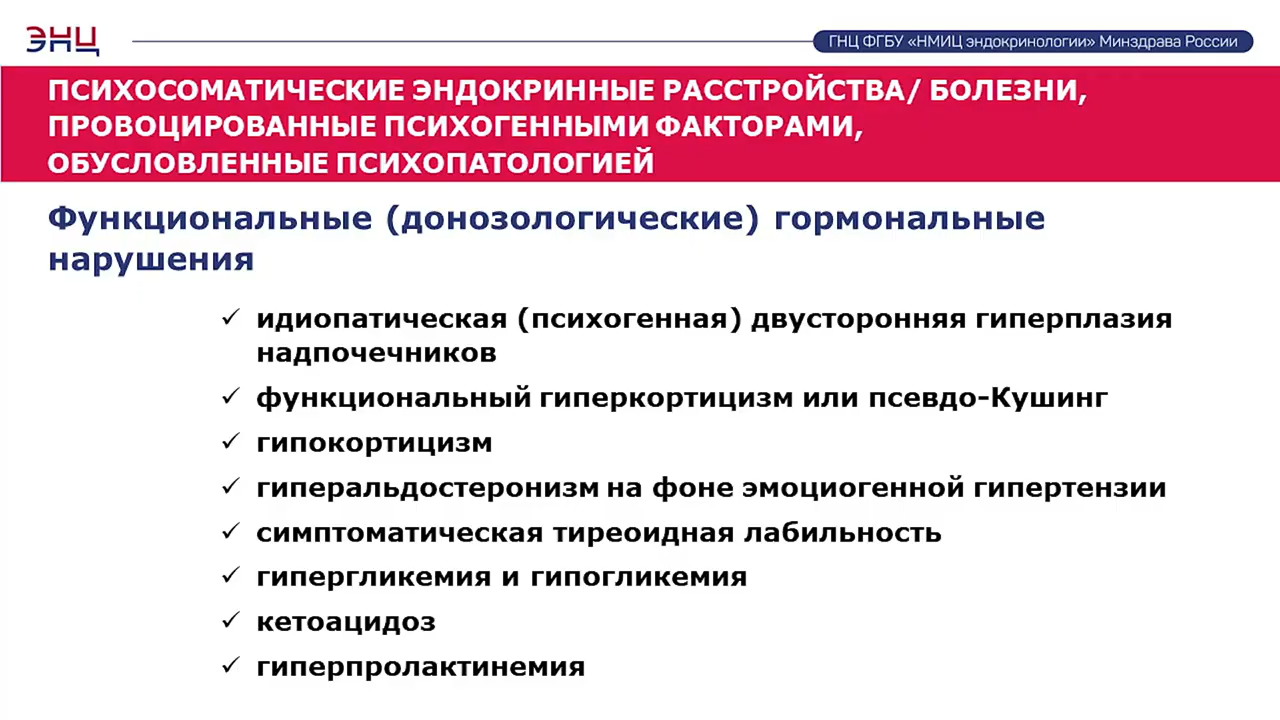 ЭНЦ
ГНЦ ФГБУ «НМИЦ эндокринологии» Минздрава России
ПСИХОСОМАТИЧЕСКИЕ ЭНДОКРИННЫЕ РАССТРОЙСТВА/ БОЛЕЗНИ,
ПРОВОЦИРОВАННЫЕ ПСИХОГЕННЫМИ ФАКТОРАМИ,
ОБУСЛОВЛЕННЫЕ ПСИХОПАТОЛОГИЕЙ
Функциональные (донозологические) гормональные
нарушения
✓ идиопатическая (психогенная) двусторонняя гиперплазия
надпочечников
✓ функциональный гиперкортицизм или псевдо-Кушинг
✓ гипокортицизм
✓ гиперальдостеронизм на фоне эмоциогенной гипертензии
✓ симптоматическая тиреоидная лабильность
✓ гипергликемия и гипогликемия
✓ кетоацидоз
✓ гиперпролактинемия